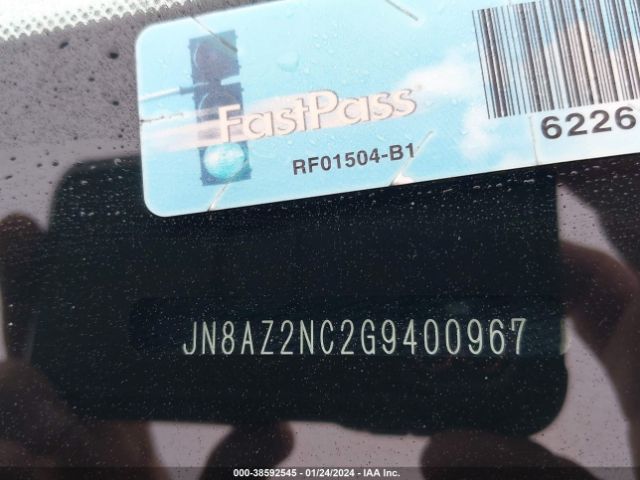 FastPass
RF01504-B1
6226
JN8AZ2NC2G9400967
000-38592545 - 01/24/2024 - IAA Inc.